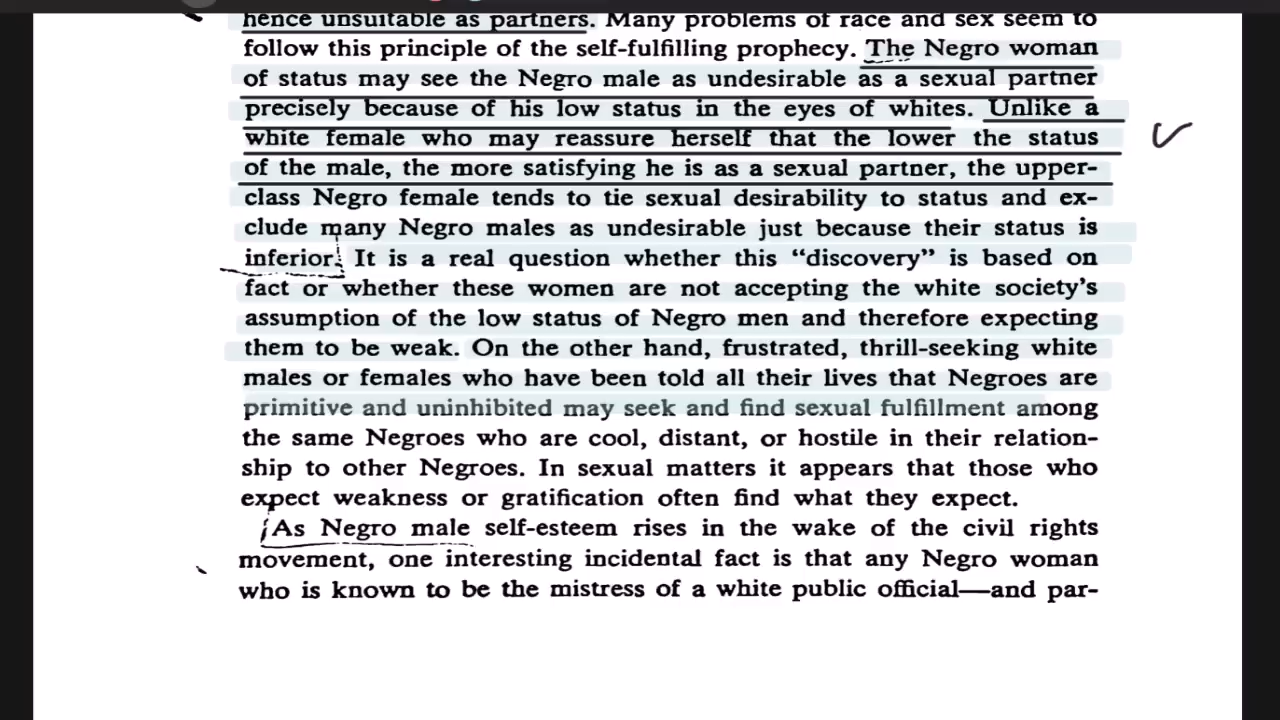 hence unsuitable as partners. Many problems of race and sex seem to
follow this principle of the self-fulfilling prophecy. The Negro woman
of status may see the Negro male as undesirable as a sexual partner
precisely because of his low status in the eyes of whites. Unlike a
white female who may reassure herself that the lower the status
of the male, the more satisfying he is as a sexual partner, the upper-
class Negro female tends to tie sexual desirability to status and ex-
clude many Negro males as undesirable just because their status is
inferior. It is a real question whether this “discovery” is based on
fact or whether these women are not accepting the white society’s
assumption of the low status of Negro men and therefore expecting
them to be weak. On the other hand, frustrated, thrill-seeking white
males or females who have been told all their lives that Negroes are
primitive and uninhibited may seek and find sexual fulfillment among
the same Negroes who are cool, distant, or hostile in their relation-
ship to other Negroes. In sexual matters it appears that those who
expect weakness or gratification often find what they expect.
As Negro male self-esteem rises in the wake of the civil rights
movement, one interesting incidental fact is that any Negro woman
who is known to be the mistress of a white public official—and par-